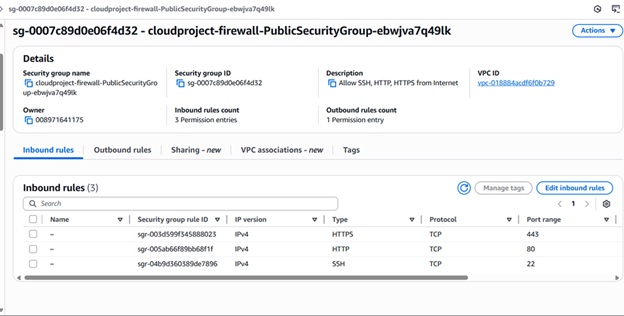 sg-0007c89d0e06f4d32 - cloudproject-firewall-PublicSecurityGroup-ebwjva7q49lk
sg-0007c89d0e06f4d32 - cloudproject-firewall-PublicSecurityGroup-ebwjva7q49lk
Actions
Details
Security group name
cloudproject-firewall-PublicSecurityGro
up-ebwjva7q49lk
Security group ID
sg-0007c89d0e06f4d32
Description
Allow SSH, HTTP, HTTPS from Internet
VPC ID
vpc-018884acdf6f0b729
Owner
008971641175
Inbound rules count
3 Permission entries
Outbound rules count
1 Permission entry
Inbound rules Outbound rules Sharing - new VPC associations - new Tags
Inbound rules (3)
Manage tags Edit inbound rules
Search
1
Name Security group rule ID IP version Type Protocol Port range
– sgr-003d599f345888023 IPv4 HTTPS TCP 443
– sgr-005ab66f89bb68f1f IPv4 HTTP TCP 80
– sgr-04b9d360389de7896 IPv4 SSH TCP 22